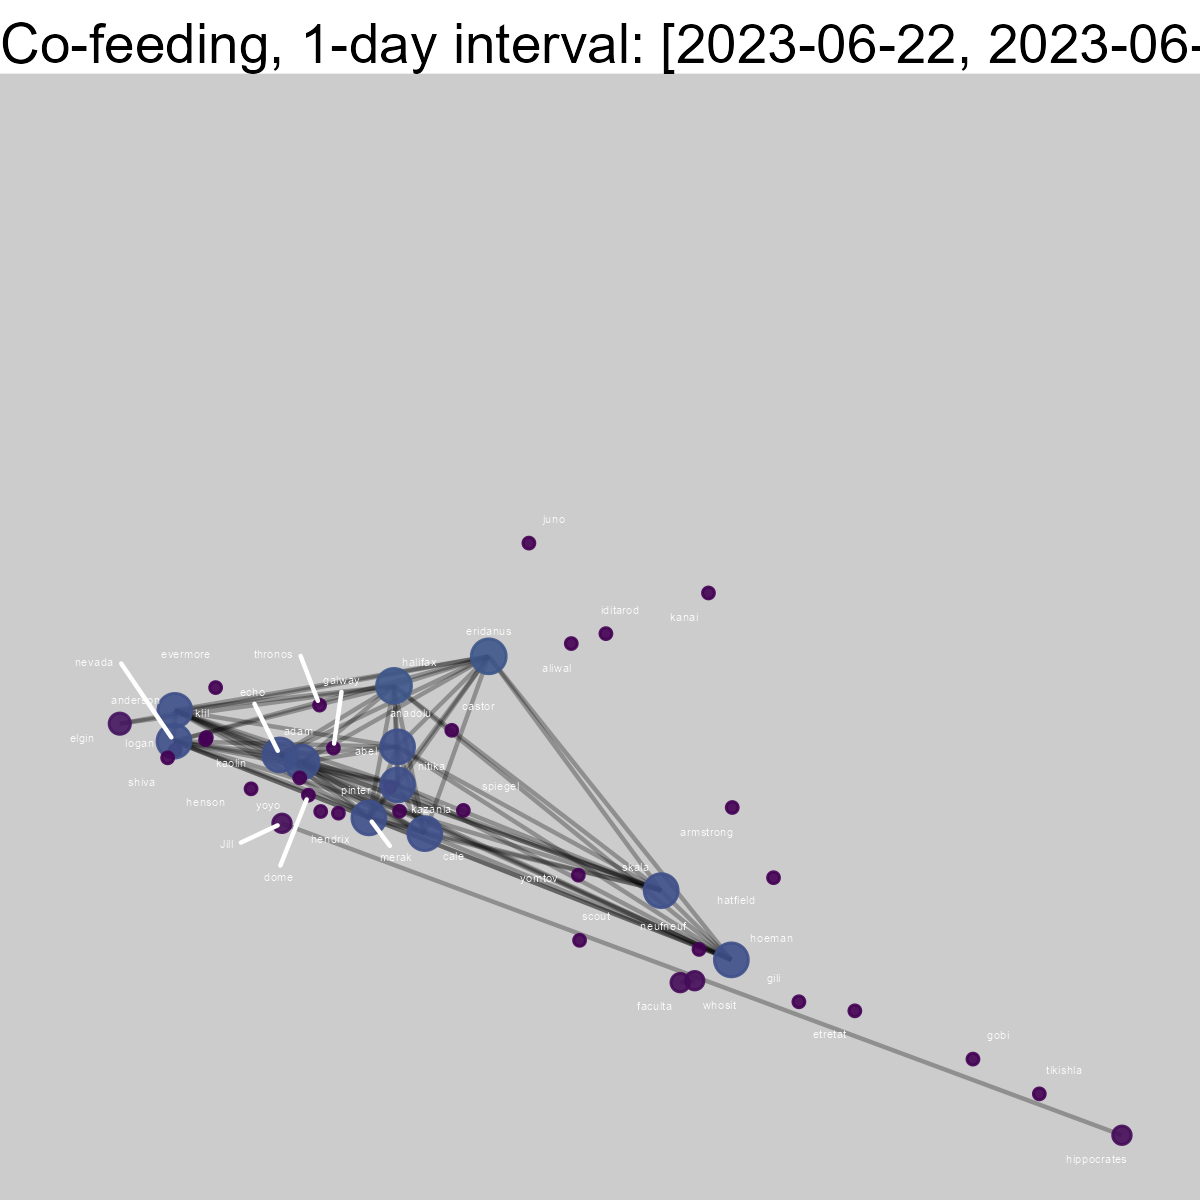 Co-feeding, 1-day interval: [2023-06-22, 2023-06-
juno
iditarod
kanai
eridanus
aliwal
evermore
thronos
halifax
nevada
galway
echo
anderson
castor
klil
anadolu
adam
elgin
logan
abel
kaolin
nitika
shiva
spiegel
pinter
henson
yoyo
kazania
armstrong
hendrix
Jill
merak
cale
skala
dome
yomtov
hatfield
scout
neufneuf
hoeman
gili
faculta
whosit
etretat
gobi
tikishla
hippocrates